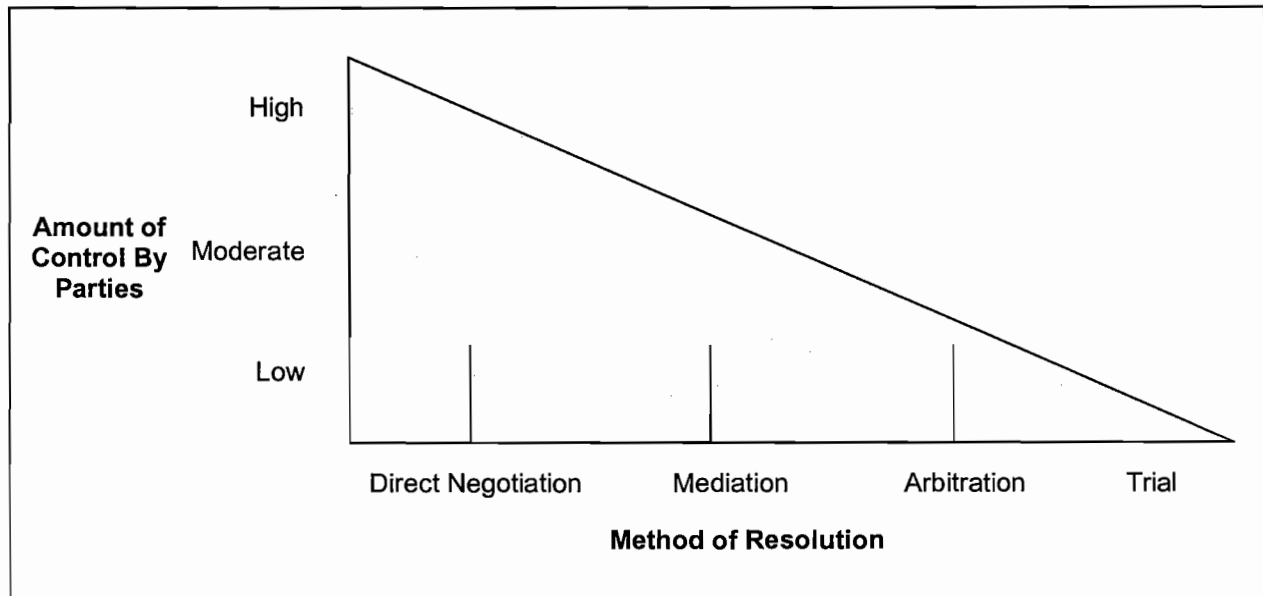 High
Amount of
Control By
Parties
Moderate
Low
Direct Negotiation Mediation Arbitration Trial
Method of Resolution